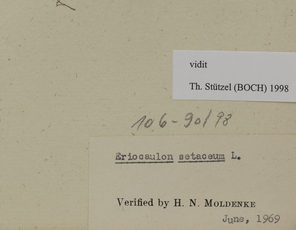 vidit
Th. Stützel (BOCH) 1998
106-90/98
Eriocaulon setaceum L.
Verified by H. N. MOLDENKE
June, 1969